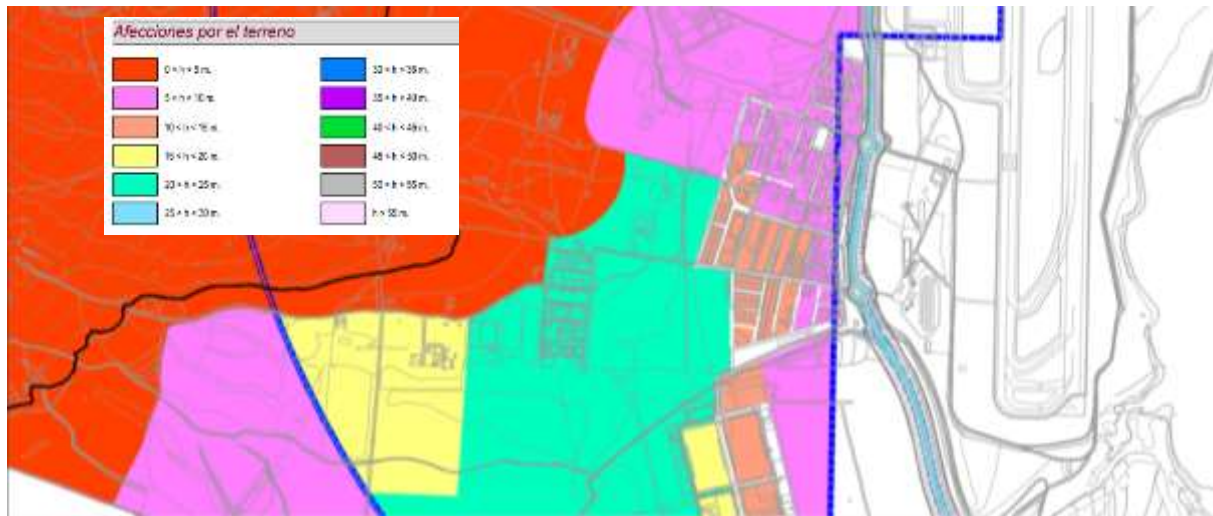 Afecciones por el terreno
0 < h < 5 m.
5 < h < 10 m.
10 < h < 15 m.
15 < h < 20 m.
20 < h < 25 m.
25 < h < 30 m.
30 < h < 35 m.
35 < h < 40 m.
40 < h < 45 m.
45 < h < 50 m.
50 < h < 55 m.
h > 55 m.